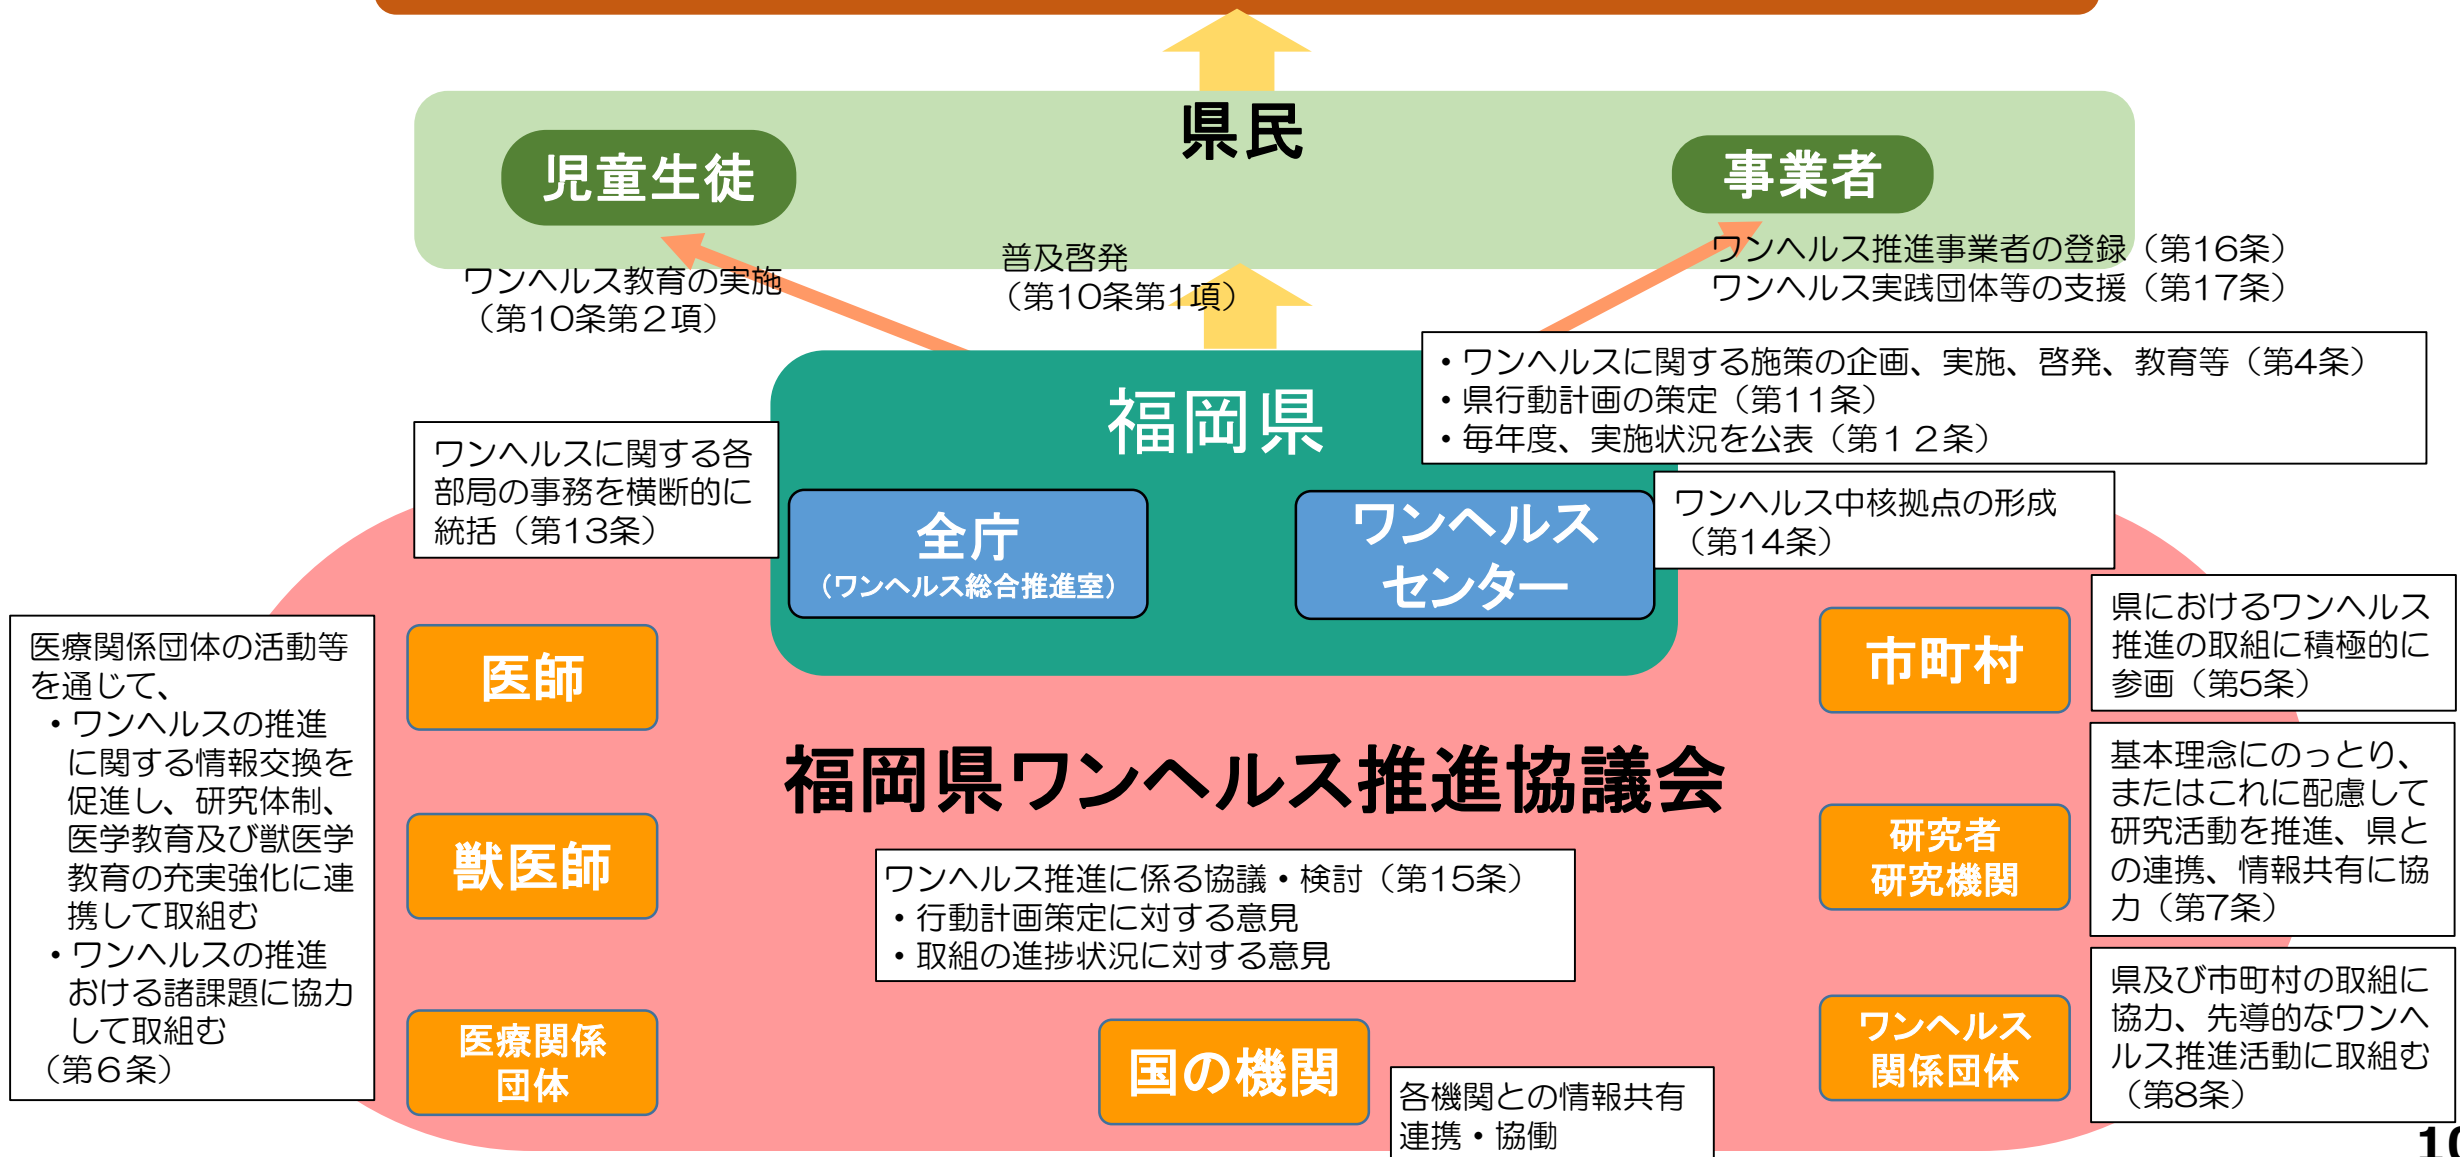 県民
児童生徒
事業者
ワンヘルス教育の実施
（第10条第２項）
普及啓発
（第10条第1項）
ワンヘルス推進事業者の登録（第16条）
ワンヘルス実践団体等の支援（第17条）
福岡県
・ワンヘルスに関する施策の企画、実施、啓発、教育等（第4条）
・県行動計画の策定（第11条）
・毎年度、実施状況を公表（第１２条）
ワンヘルスに関する各
部局の事務を横断的に
統括（第13条）
全庁
（ワンヘルス総合推進室）
ワンヘルス
センター
ワンヘルス中核拠点の形成
（第14条）
医療関係団体の活動等
を通じて、
・ワンヘルスの推進
に関する情報交換を
促進し、研究体制、
医学教育及び獣医学
教育の充実強化に連
携して取組む
・ワンヘルスの推進
おける諸課題に協力
して取組む
（第６条）
医師
獣医師
医療関係
団体
福岡県ワンヘルス推進協議会
ワンヘルス推進に係る協議・検討（第15条）
・行動計画策定に対する意見
・取組の進捗状況に対する意見
国の機関
各機関との情報共有
連携・協働
市町村
県におけるワンヘルス
推進の取組に積極的に
参画（第5条）
研究者
研究機関
基本理念にのっとり、
またはこれに配慮して
研究活動を推進、県と
の連携、情報共有に協
力（第7条）
ワンヘルス
関係団体
県及び市町村の取組に
協力、先導的なワンヘ
ルス推進活動に取組む
（第8条）
10